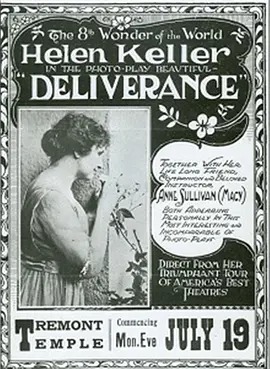 The 8th Wonder of the World
Helen Keller
IN THE PHOTO-PLAY BEAUTIFUL-
"DELIVERANCE"
TOGETHER WITH HER
LIFE LONG FRIEND,
COMPANION AND BELOVED
INSTRUCTOR
ANNE SULLIVAN (MACY)
BOTH APPEARING
PERSONALLY IN THIS
MOST INTERESTING AND
INCOMPARABLE OF
PHOTO-PLAYS
DIRECT FROM HER
TRIUMPHANT TOUR
OF AMERICA'S BEST
THEATRES
TREMONT
TEMPLE
Commencing
Mon. Eve
JULY 19